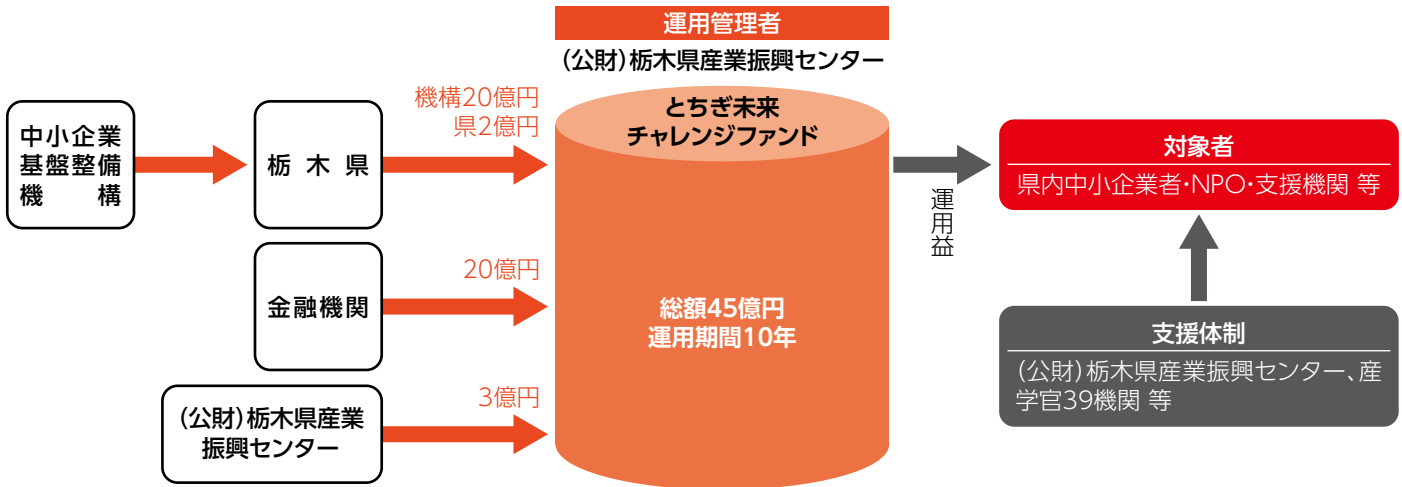 運用管理者
(公財)栃木県産業振興センター
中小企業
基盤整備
機構
栃木県
機構20億円
県2億円
とちぎ未来
チャレンジファンド
金融機関
20億円
(公財)栃木県産業
振興センター
3億円
総額45億円
運用期間10年
運用益
対象者
県内中小企業者・NPO・支援機関 等
支援体制
(公財)栃木県産業振興センター、産
学官39機関 等